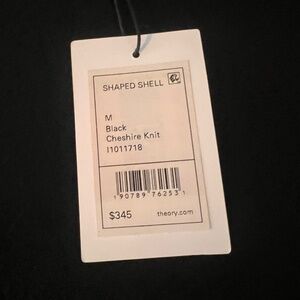 SHAPED SHELL
M
Black
Cheshire Knit
I1011718
1 90789 76253 1
$345 theory.com